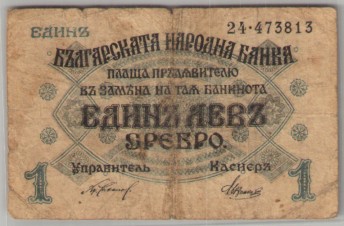 ЕДИНЪ 24·473813
БЪЛГАРСКАТА НАРОДНА БАНКА
ПЛАЩА ПРѢДЯВИТЕЛЮ
ВЪ ЗАМѢНА НА ТАЯ БАНКНОТА
ЕДИНЪ ЛЕВЪ
СРЕБРО.
Управитель Касиеръ
1 1